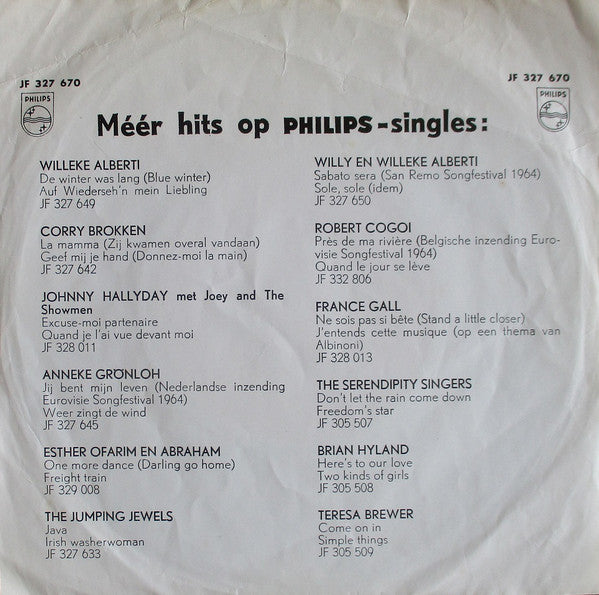 JF 327 670
JF 327 670
PHILIPS
PHILIPS
Méér hits op PHILIPS-singles:
WILLEKE ALBERTI
De winter was lang (Blue winter)
Auf Wiederseh'n mein Liebling
JF 327 649
CORRY BROKKEN
La mamma (Zij kwamen overal vandaan)
Geef mij je hand (Donnez-moi la main)
JF 327 642
JOHNNY HALLYDAY met Joey and The
Showmen
Excuse-moi partenaire
Quand je l'ai vue devant moi
JF 328 011
ANNEKE GRÖNLOH
Jij bent mijn leven (Nederlandse inzending
Eurovisie Songfestival 1964)
Weer zingt de wind
JF 327 645
ESTHER OFARIM EN ABRAHAM
One more dance (Darling go home)
Freight train
JF 329 008
THE JUMPING JEWELS
Java
Irish washerwoman
JF 327 633
WILLY EN WILLEKE ALBERTI
Sabato sera (San Remo Songfestival 1964)
Sole, sole (idem)
JF 327 650
ROBERT COGOI
Près de ma rivière (Belgische inzending Euro-
visie Songfestival 1964)
Quand le jour se lève
JF 332 806
FRANCE GALL
Ne sois pas si bête (Stand a little closer)
J'entends cette musique (op een thema van
Albinoni)
JF 328 013
THE SERENDIPITY SINGERS
Don't let the rain come down
Freedom's star
JF 305 507
BRIAN HYLAND
Here's to our love
Two kinds of girls
JF 305 508
TERESA BREWER
Come on in
Simple things
JF 305 509